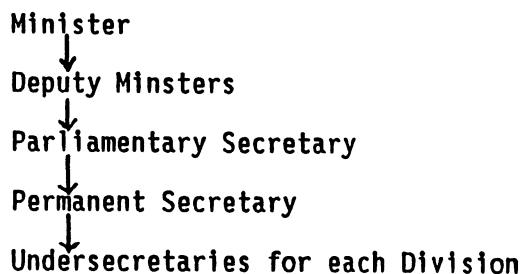 Minister
Deputy Minsters
Parliamentary Secretary
Permanent Secretary
Undersecretaries for each Division